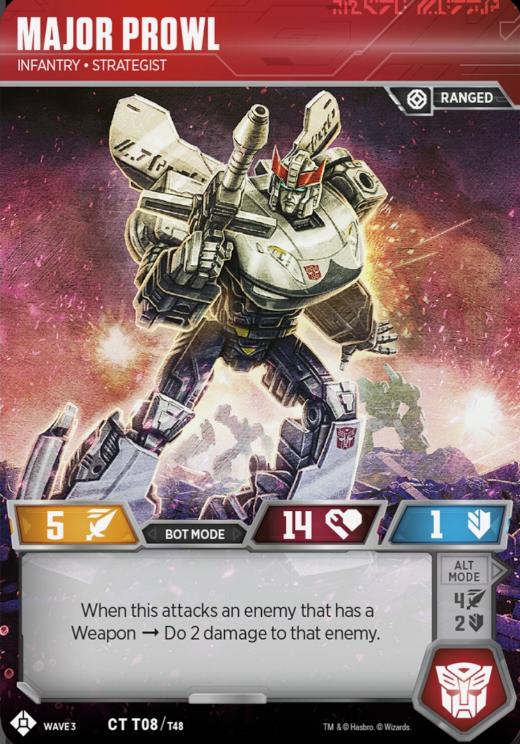 MAJOR PROWL
INFANTRY • STRATEGIST
RANGED
5
BOT MODE
14
1
When this attacks an enemy that has a
Weapon → Do 2 damage to that enemy.
ALT
MODE
4
2
WAVE 3
CT T08/T48
TM & © Hasbro. © Wizards.